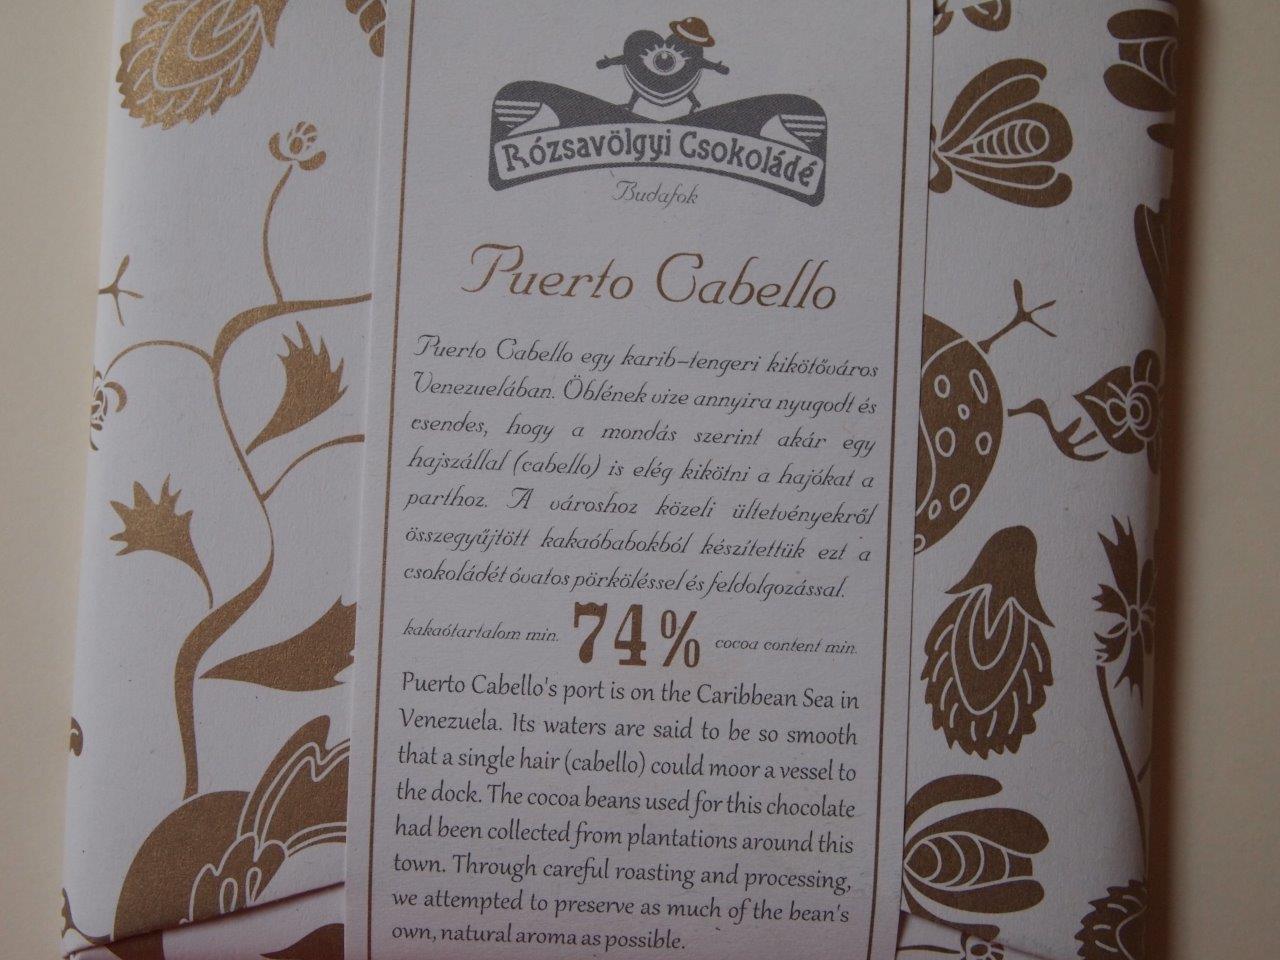 Rózsavölgyi Csokoládé
Budafok
Puerto Cabello
Puerto Cabello egy karib-tengeri kikötőváros
Venezuelában. Öblének vize annyira nyugodt és
csendes, hogy a mondás szerint akár egy
hajszállal (cabello) is elég kikötni a hajókat a
parthoz. A városhoz közeli ültetvényekről
összegyűjtött kakaóbabokból készítettük ezt a
csokoládét óvatos pörköléssel és feldolgozással.
kakaótartalom min. 74% cocoa content min.
Puerto Cabello's port is on the Caribbean Sea in
Venezuela. Its waters are said to be so smooth
that a single hair (cabello) could moor a vessel to
the dock. The cocoa beans used for this chocolate
had been collected from plantations around this
town. Through careful roasting and processing,
we attempted to preserve as much of the bean's
own, natural aroma as possible.